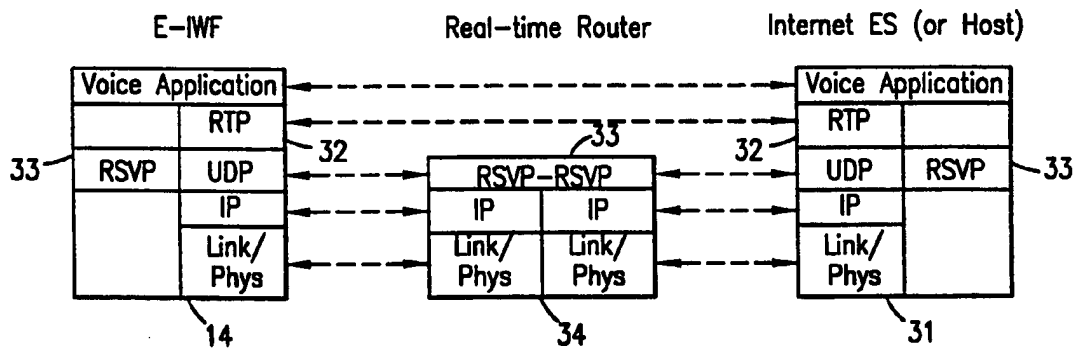 E-IWF Real-time Router Internet ES (or Host)
Voice Application Voice Application
RTP RTP
32 33 32
33 RSVP UDP RSVP-RSVP UDP RSVP 33
IP IP IP IP
Link/ Link/ Link/ Link/
Phys Phys Phys Phys
14 34 31